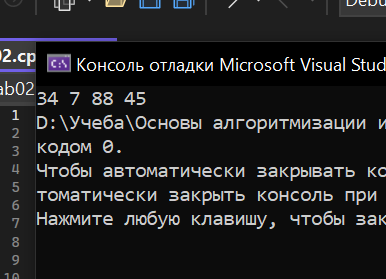 Debu
02.cp
Консоль отладки Microsoft Visual Stud
ab02
34 7 88 45
D:\Учеба\Основы алгоритмизации и
кодом 0.
Чтобы автоматически закрывать ко
томатически закрыть консоль при
Нажмите любую клавишу, чтобы зак
1
2
3
4
5
6
7
8
9
10